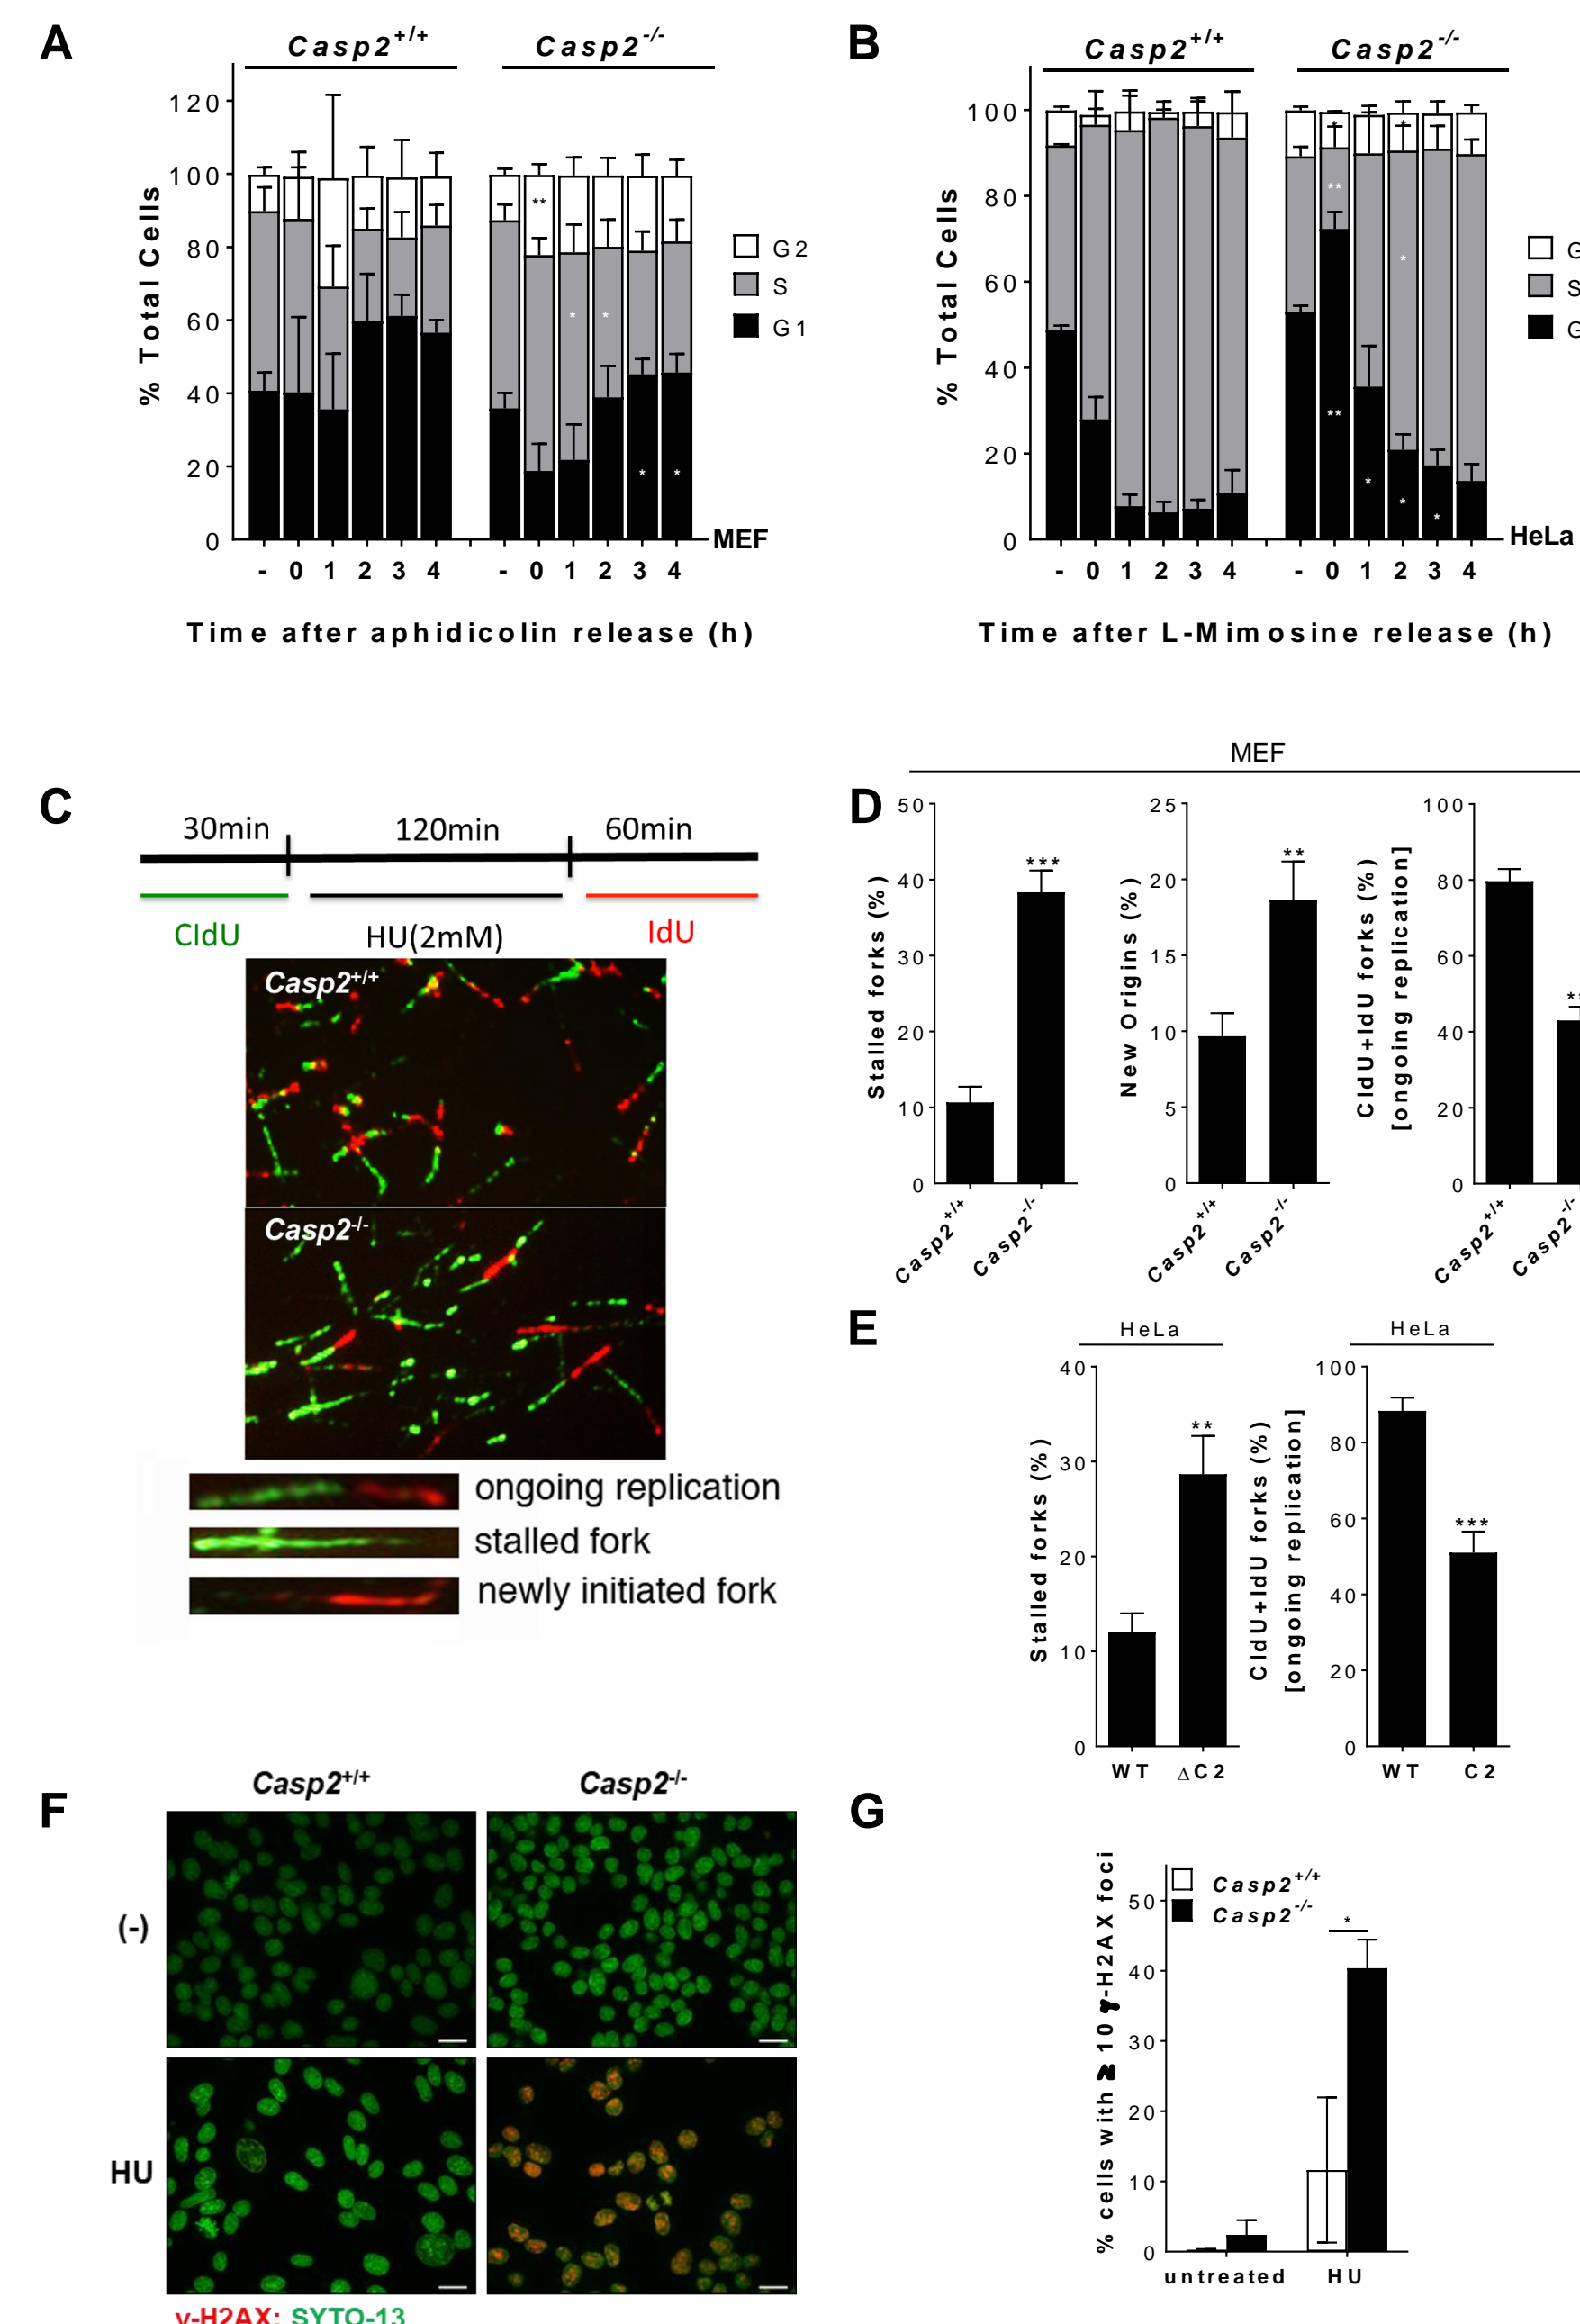 A
Casp2+/+
Casp2-/-
% Total Cells
120
100
80
60
40
20
0
**
*
*
*
*
G2
S
G1
MEF
- 0 1 2 3 4
- 0 1 2 3 4
Time after aphidicolin release (h)
B
Casp2+/+
Casp2-/-
% Total Cells
100
80
60
40
20
0
*
**
**
*
*
*
*
*
G
S
G
HeLa
- 0 1 2 3 4
- 0 1 2 3 4
Time after L-Mimosine release (h)
C
30min
120min
60min
CldU
HU(2mM)
IdU
Casp2+/+
Casp2-/-
ongoing replication
stalled fork
newly initiated fork
MEF
D
Stalled forks (%)
50
40
30
20
10
0
***
Casp2+/+
Casp2-/-
New Origins (%)
25
20
15
10
5
0
**
Casp2+/+
Casp2-/-
CldU+IdU forks (%)
[ongoing replication]
100
80
60
40
20
0
**
Casp2+/+
Casp2-/-
E
HeLa
Stalled forks (%)
40
30
20
10
0
**
WT
ΔC2
HeLa
CldU+IdU forks (%)
[ongoing replication]
100
80
60
40
20
0
***
WT
C2
F
Casp2+/+
Casp2-/-
(-)
HU
γ-H2AX; SYTO-13
G
% cells with ≥ 10 γ-H2AX foci
50
40
30
20
10
0
Casp2+/+
Casp2-/-
*
untreated
HU